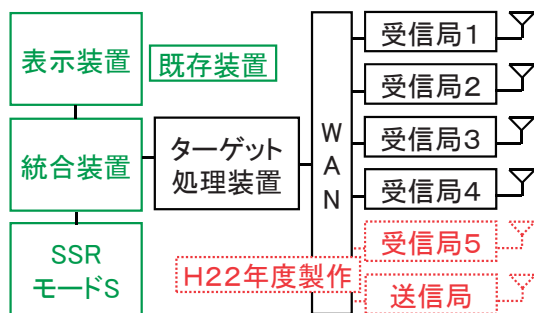 表示装置
既存装置
統合装置
SSR
モードS
ターゲット
処理装置
W
A
N
受信局1
受信局2
受信局3
受信局4
受信局5
H22年度製作
送信局